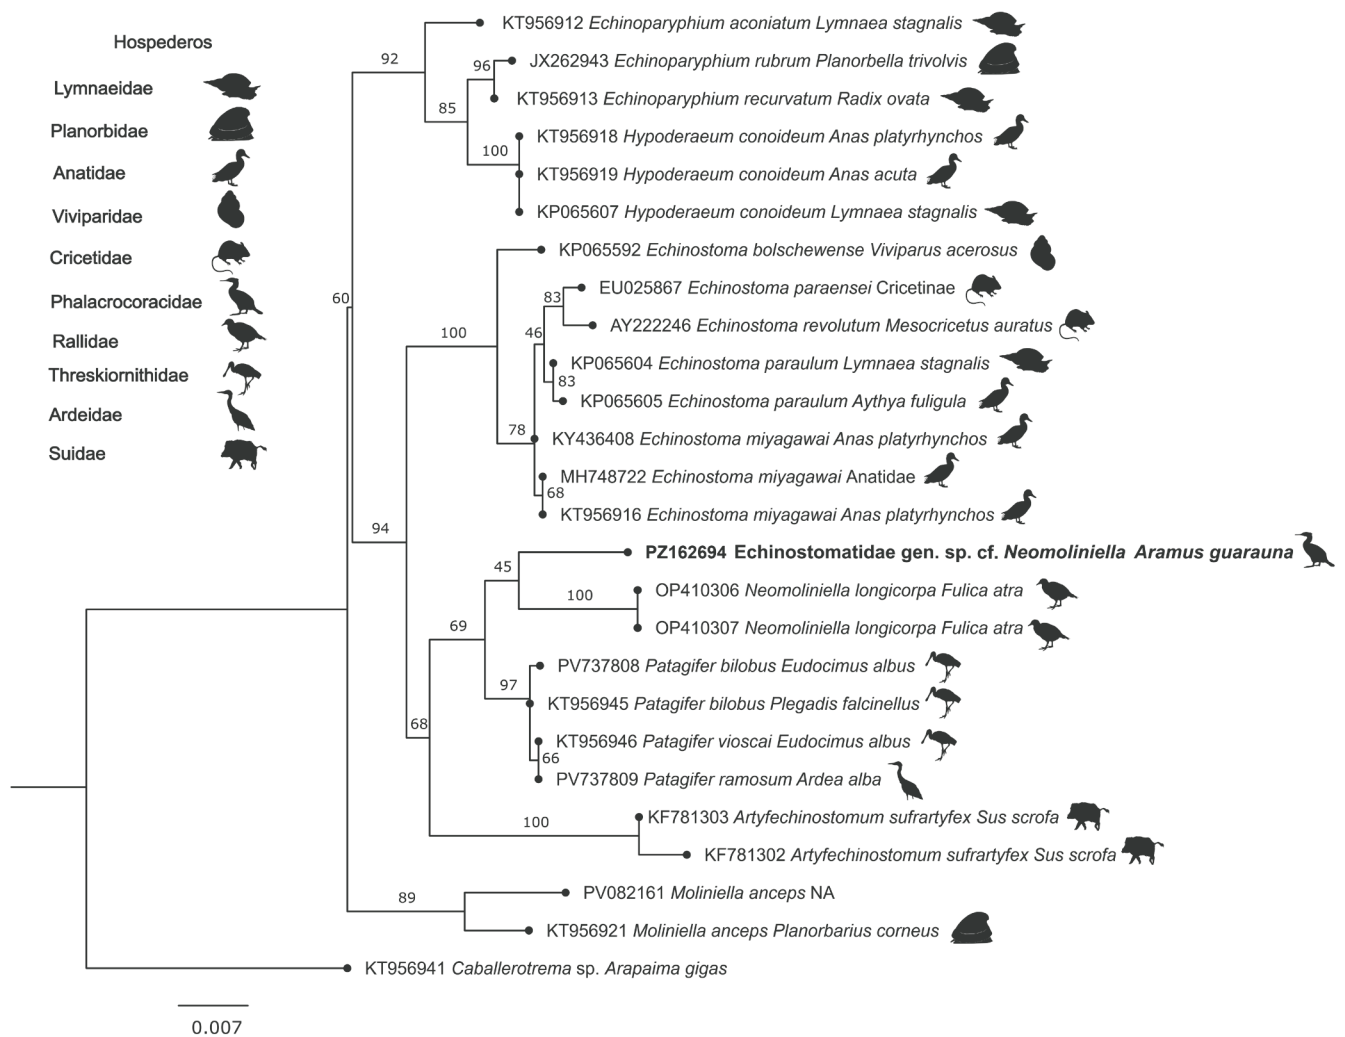 Hospederos
Lymnaeidae
Planorbidae
Anatidae
Viviparidae
Cricetidae
Phalacrocoracidae
Rallidae
Threskiornithidae
Ardeidae
Suidae
KT956912 Echinoparyphium aconiatum Lymnaea stagnalis
92
JX262943 Echinoparyphium rubrum Planorbella trivolvis
96
KT956913 Echinoparyphium recurvatum Radix ovata
85
KT956918 Hypoderaeum conoideum Anas platyrhynchos
100
KT956919 Hypoderaeum conoideum Anas acuta
KP065607 Hypoderaeum conoideum Lymnaea stagnalis
KP065592 Echinostoma bolschewense Viviparus acerosus
EU025867 Echinostoma paraensei Cricetinae
83
60
AY222246 Echinostoma revolutum Mesocricetus auratus
100
46
KP065604 Echinostoma paraulum Lymnaea stagnalis
83
KP065605 Echinostoma paraulum Aythya fuligula
78
KY436408 Echinostoma miyagawai Anas platyrhynchos
MH748722 Echinostoma miyagawai Anatidae
68
KT956916 Echinostoma miyagawai Anas platyrhynchos
94
PZ162694 Echinostomatidae gen. sp. cf. Neomoliniella Aramus guarauna
45
OP410306 Neomoliniella longicorpa Fulica atra
100
OP410307 Neomoliniella longicorpa Fulica atra
69
PV737808 Patagifer bilobus Eudocimus albus
97
KT956945 Patagifer bilobus Plegadis falcinellus
68
KT956946 Patagifer vioscai Eudocimus albus
66
PV737809 Patagifer ramosum Ardea alba
KF781303 Artyfechinostomum sufrartyfex Sus scrofa
100
KF781302 Artyfechinostomum sufrartyfex Sus scrofa
PV082161 Moliniella anceps NA
89
KT956921 Moliniella anceps Planorbarius corneus
KT956941 Caballerotrema sp. Arapaima gigas
0.007